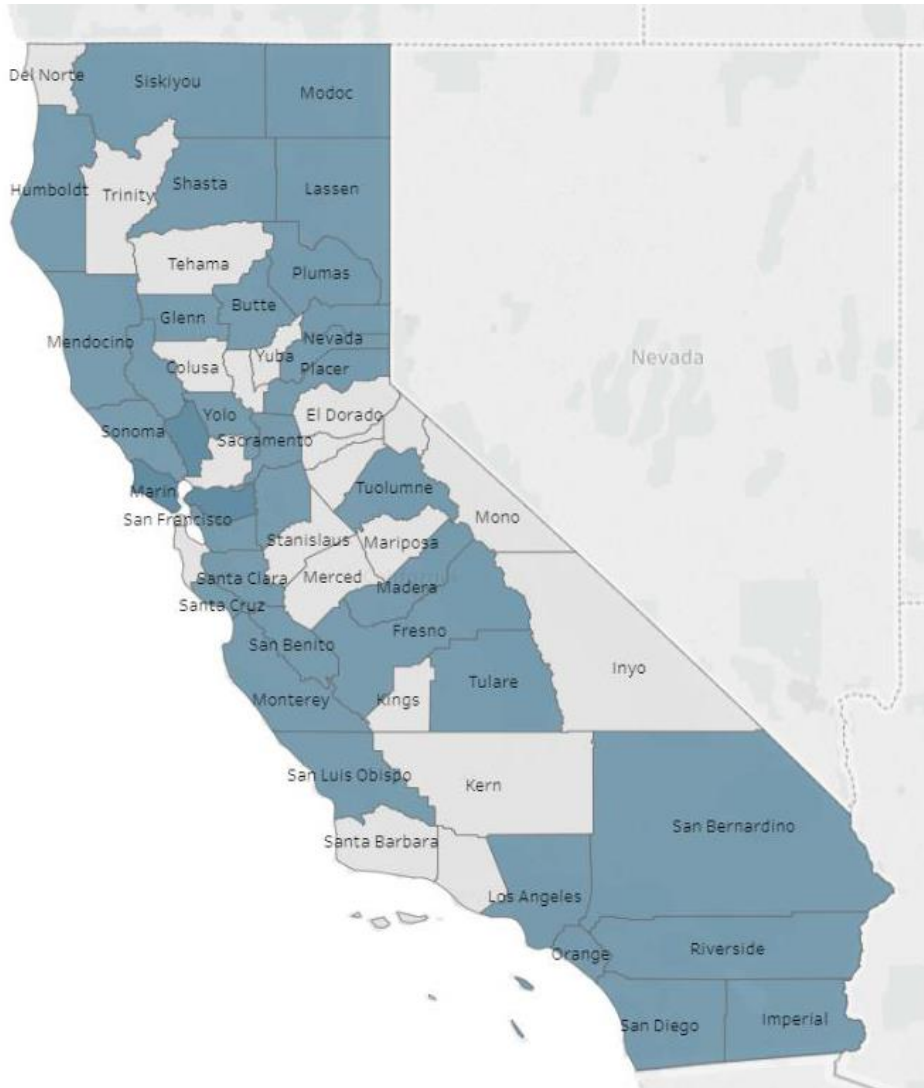 Del Norte
Siskiyou
Modoc
Humboldt
Trinity
Shasta
Lassen
Tehama
Plumas
Butte
Glenn
Mendocino
Nevada
Colusa
Yuba
Placer
Nevada
Sonoma
Yolo
El Dorado
Sacramento
Marin
Tuolumne
San Francisco
Mono
Stanislaus
Mariposa
Santa Clara
Merced
Madera
Santa Cruz
Fresno
San Benito
Inyo
Tulare
Monterey
Kings
San Luis Obispo
Kern
San Bernardino
Santa Barbara
Los Angeles
Orange
Riverside
San Diego
Imperial